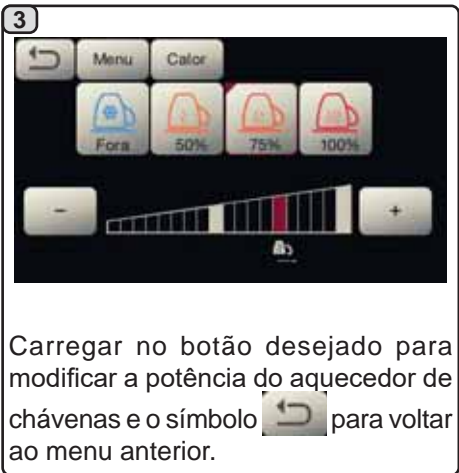 3
Menu Calor
Fora 50% 75% 100%
- +
Carregar no botão desejado para
modificar a potência do aquecedor de
chávenas e o símbolo para voltar
ao menu anterior.